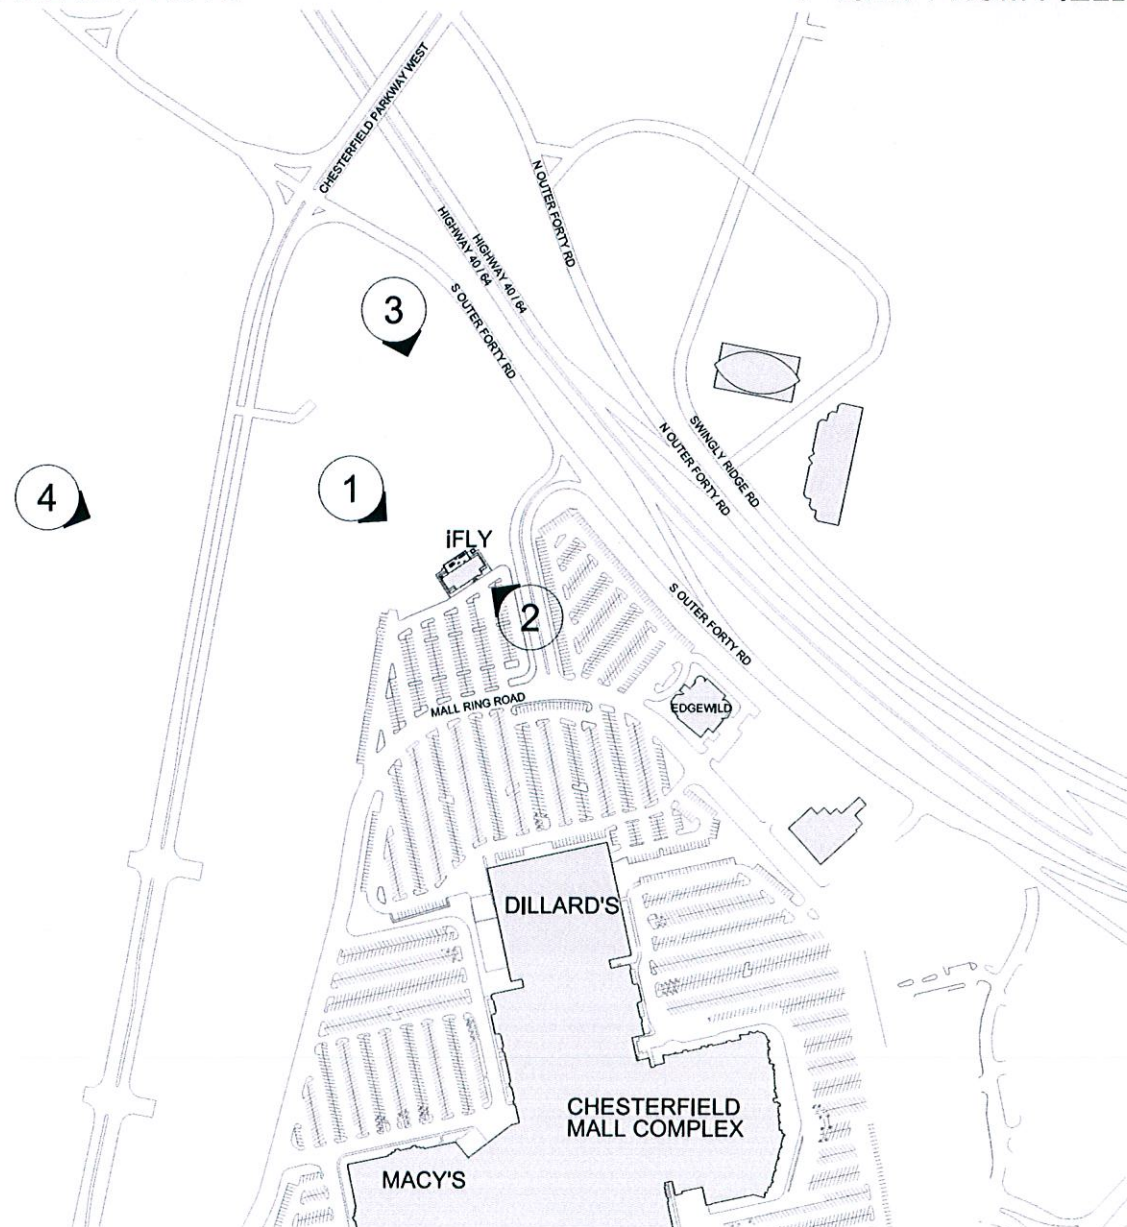 CHESTERFIELD PARKWAY WEST
N OUTER FORTY RD
HIGHWAY 40 / 64
HIGHWAY 40 / 64
S OUTER FORTY RD
3
SWINGLY RIDGE RD
N OUTER FORTY RD
4
1
iFLY
2
S OUTER FORTY RD
MALL RING ROAD
EDGEWILD
DILLARD'S
CHESTERFIELD
MALL COMPLEX
MACY'S